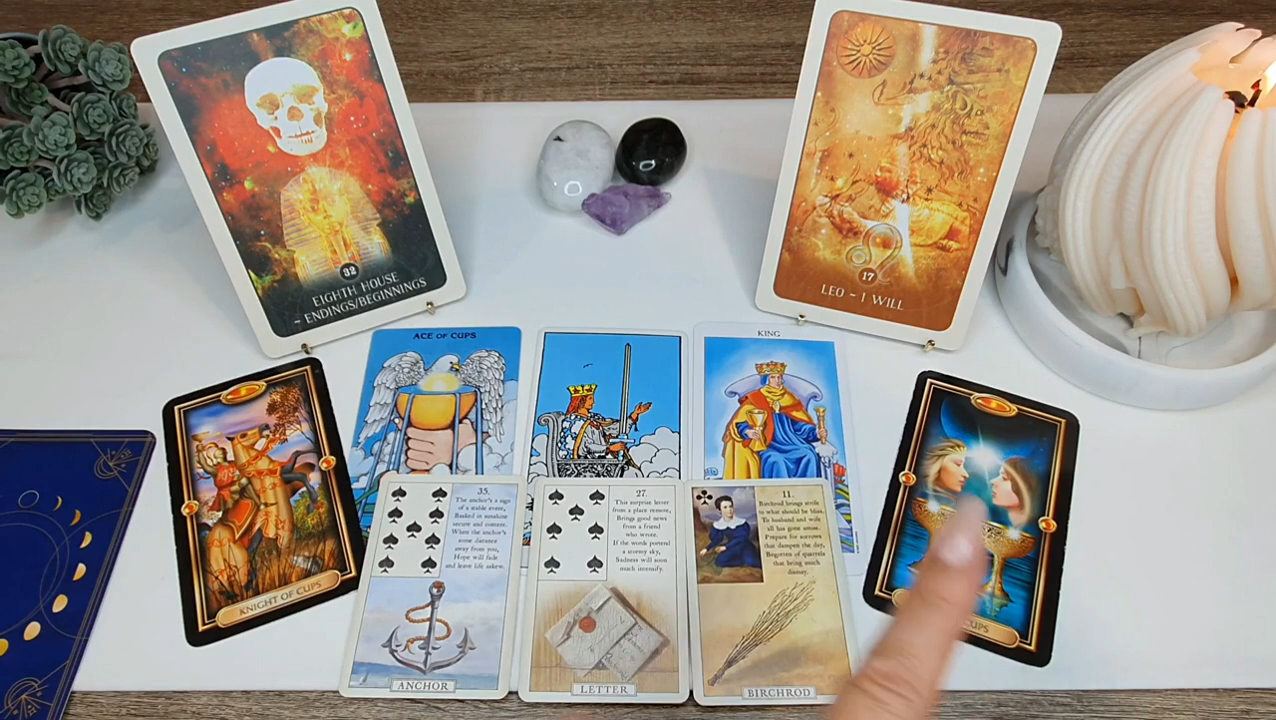 32
EIGHTH HOUSE
~ ENDINGS/BEGINNINGS
17
LEO ~ I WILL
ACE OF CUPS
KING
KNIGHT OF CUPS
CUPS
35.
The anchor's a sign
of a stable event,
Basked in sunshine
secure and content.
When the anchor's
some distance
away from you,
Hope will fade
and leave life askew.
ANCHOR
27.
This surprise letter
from a place remote,
Brings good news
from a friend
who wrote.
If the words portend
a stormy sky,
Sadness will soon
much intensify.
LETTER
11.
Birchrod brings strife
to what should be bliss,
To husband and wife
all has gone amiss.
Prepare for sorrows
that dampen the day,
Begotten of quarrels
that bring much
dismay.
BIRCHROD